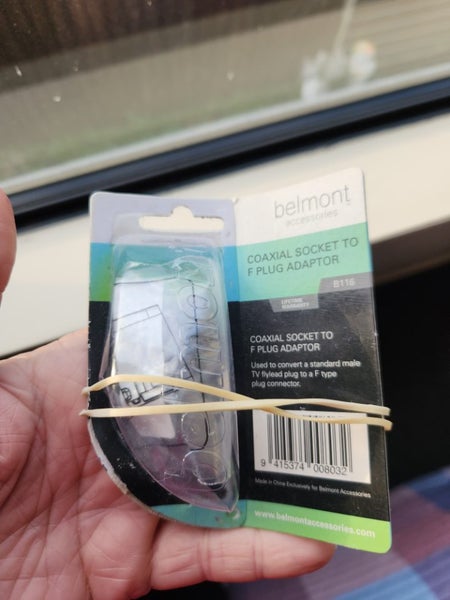 belmont
accessories
COAXIAL SOCKET TO
F PLUG ADAPTOR
B116
LIFETIME
WARRANTY
COAXIAL SOCKET TO
F PLUG ADAPTOR
Used to convert a standard male
TV flylead plug to a F type
plug connector.
9 415374 008032
Made in China Exclusively for Belmont Accessories
www.belmontaccessories.com